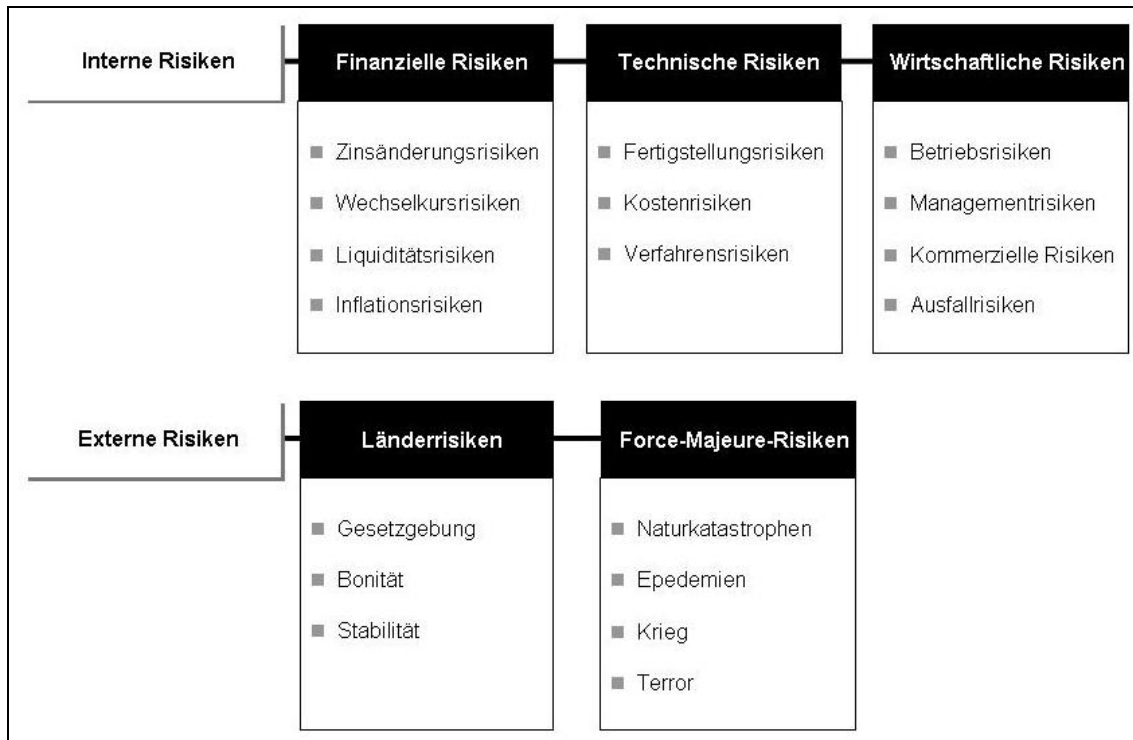 Interne Risiken
Finanzielle Risiken
Zinsänderungsrisiken
Wechselkursrisiken
Liquiditätsrisiken
Inflationsrisiken
Technische Risiken
Fertigstellungsrisiken
Kostenrisiken
Verfahrensrisiken
Wirtschaftliche Risiken
Betriebsrisiken
Managementrisiken
Kommerzielle Risiken
Ausfallrisiken
Externe Risiken
Länderrisiken
Gesetzgebung
Bonität
Stabilität
Force-Majeure-Risiken
Naturkatastrophen
Epedemien
Krieg
Terror